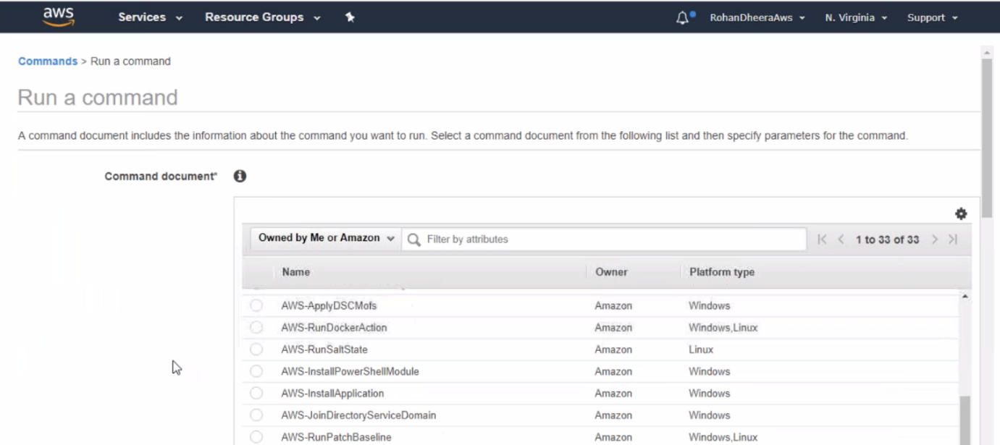 aws Services Resource Groups RohanDheeraAws N. Virginia Support
Commands > Run a command
Run a command
A command document includes the information about the command you want to run. Select a command document from the following list and then specify parameters for the command.
Command document*
Owned by Me or Amazon Filter by attributes 1 to 33 of 33
Name Owner Platform type
AWS-ApplyDSCMofs Amazon Windows
AWS-RunDockerAction Amazon Windows,Linux
AWS-RunSaltState Amazon Linux
AWS-InstallPowerShellModule Amazon Windows
AWS-InstallApplication Amazon Windows
AWS-JoinDirectoryServiceDomain Amazon Windows
AWS-RunPatchBaseline Amazon Windows,Linux